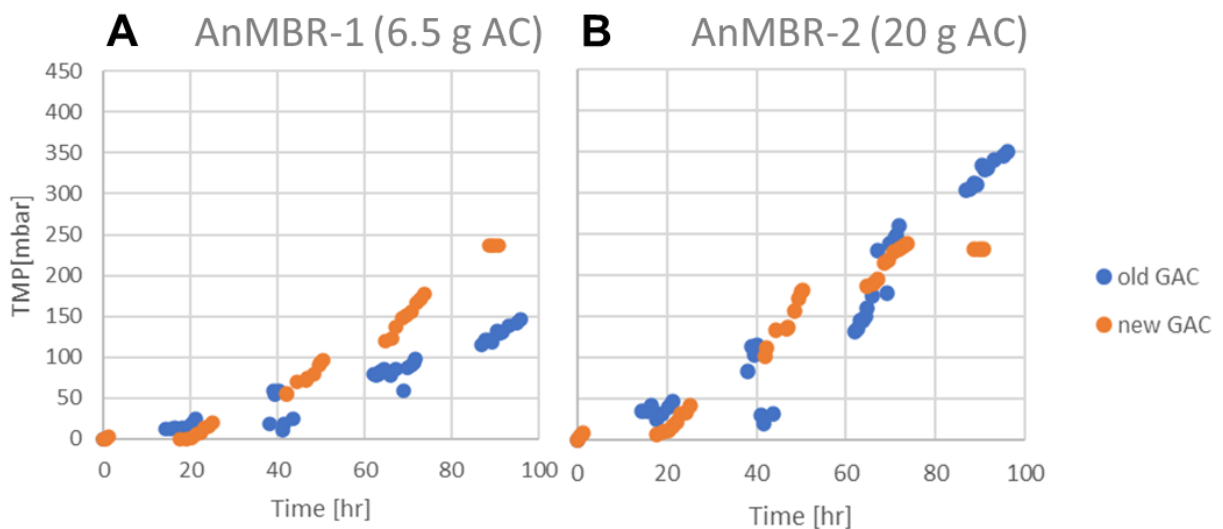 A AnMBR-1 (6.5 g AC)
B AnMBR-2 (20 g AC)
TMP[mbar]
450
400
350
300
250
200
150
100
50
0
0 20 40 60 80 100
Time [hr]
0 20 40 60 80 100
Time [hr]
old GAC
new GAC